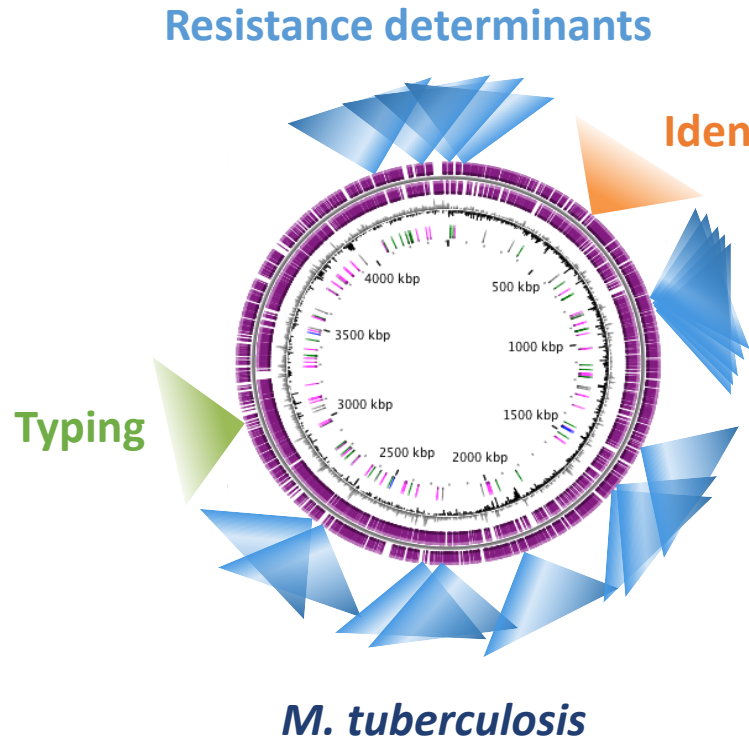 Resistance determinants
Iden
4000 kbp
500 kbp
3500 kbp
1000 kbp
3000 kbp
Typing
1500 kbp
2500 kbp
2000 kbp
M. tuberculosis